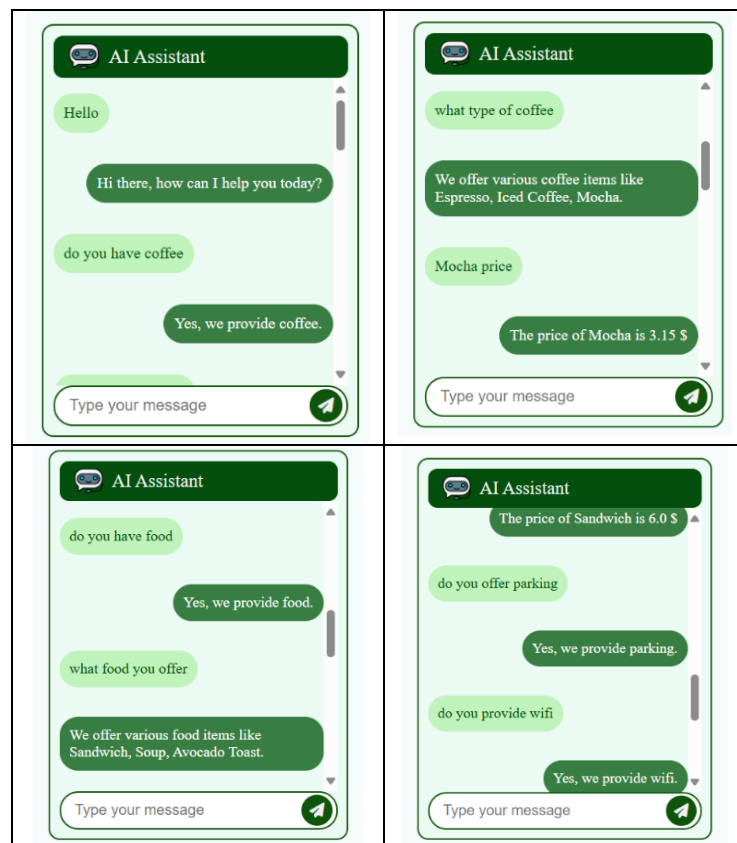 AI Assistant
Hello
Hi there, how can I help you today?
do you have coffee
Yes, we provide coffee.
Type your message
AI Assistant
what type of coffee
We offer various coffee items like
Espresso, Iced Coffee, Mocha.
Mocha price
The price of Mocha is 3.15 $
Type your message
AI Assistant
do you have food
Yes, we provide food.
what food you offer
We offer various food items like
Sandwich, Soup, Avocado Toast.
Type your message
AI Assistant
The price of Sandwich is 6.0 $
do you offer parking
Yes, we provide parking.
do you provide wifi
Yes, we provide wifi.
Type your message